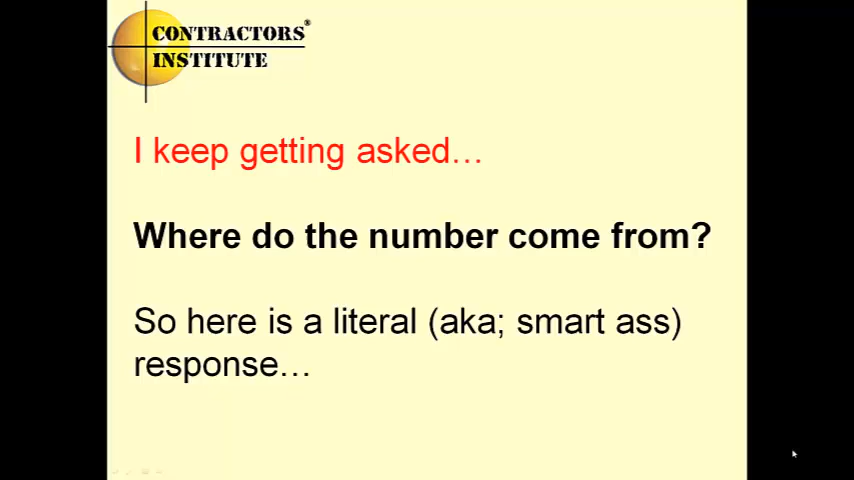 CONTRACTORS®
INSTITUTE
I keep getting asked…
Where do the number come from?
So here is a literal (aka; smart ass)
response…